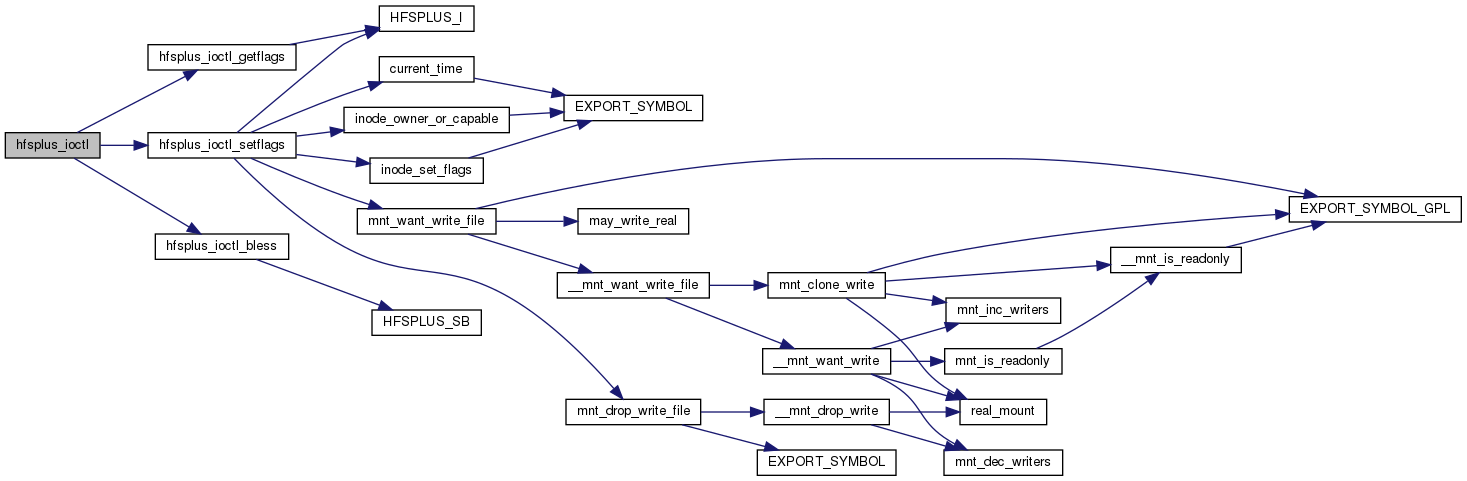 HFSPLUS_I
hfsplus_ioctl_getflags
current_time
EXPORT_SYMBOL
inode_owner_or_capable
hfsplus_ioctl
hfsplus_ioctl_setflags
inode_set_flags
mnt_want_write_file
may_write_real
EXPORT_SYMBOL_GPL
hfsplus_ioctl_bless
__mnt_is_readonly
__mnt_want_write_file
mnt_clone_write
mnt_inc_writers
HFSPLUS_SB
__mnt_want_write
mnt_is_readonly
mnt_drop_write_file
__mnt_drop_write
real_mount
EXPORT_SYMBOL
mnt_dec_writers